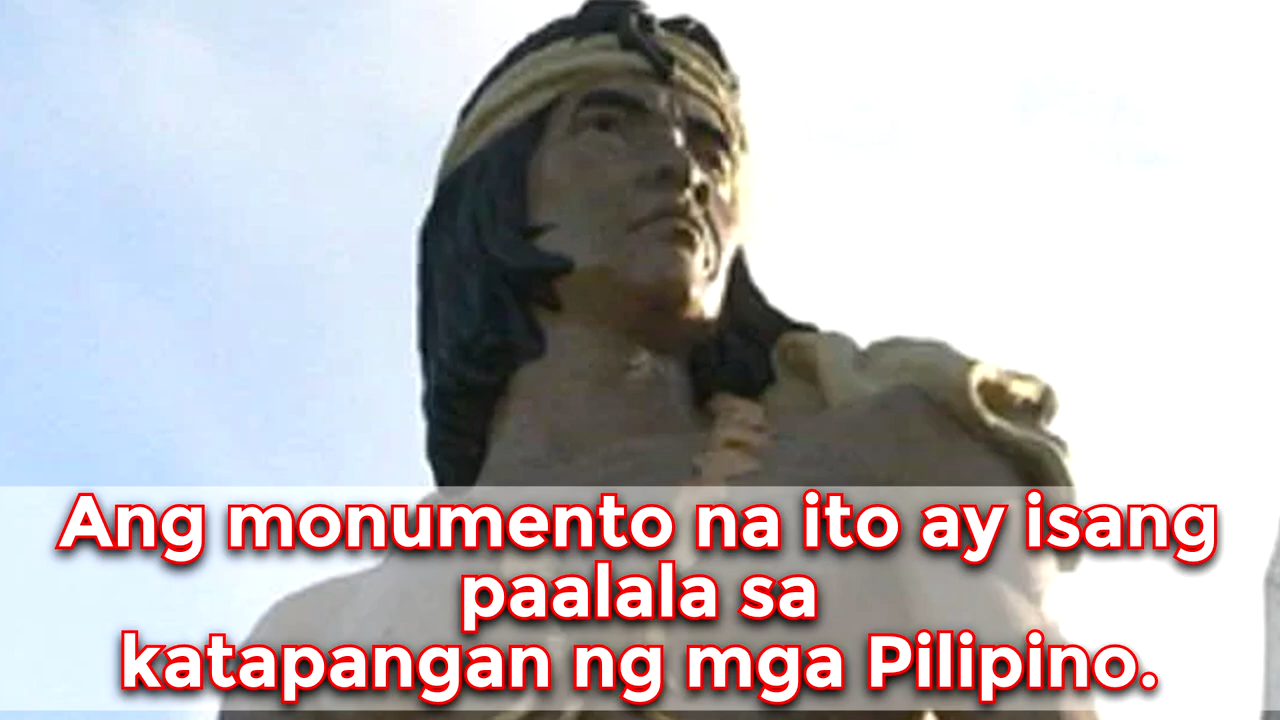 Ang monumento na ito ay isang
paalala sa
katapangan ng mga Pilipino.